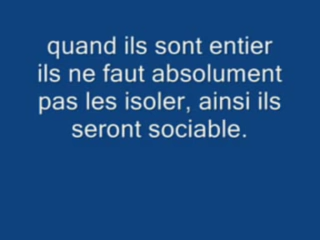 quand ils sont entier
ils ne faut absolument
pas les isoler, ainsi ils
seront sociable.